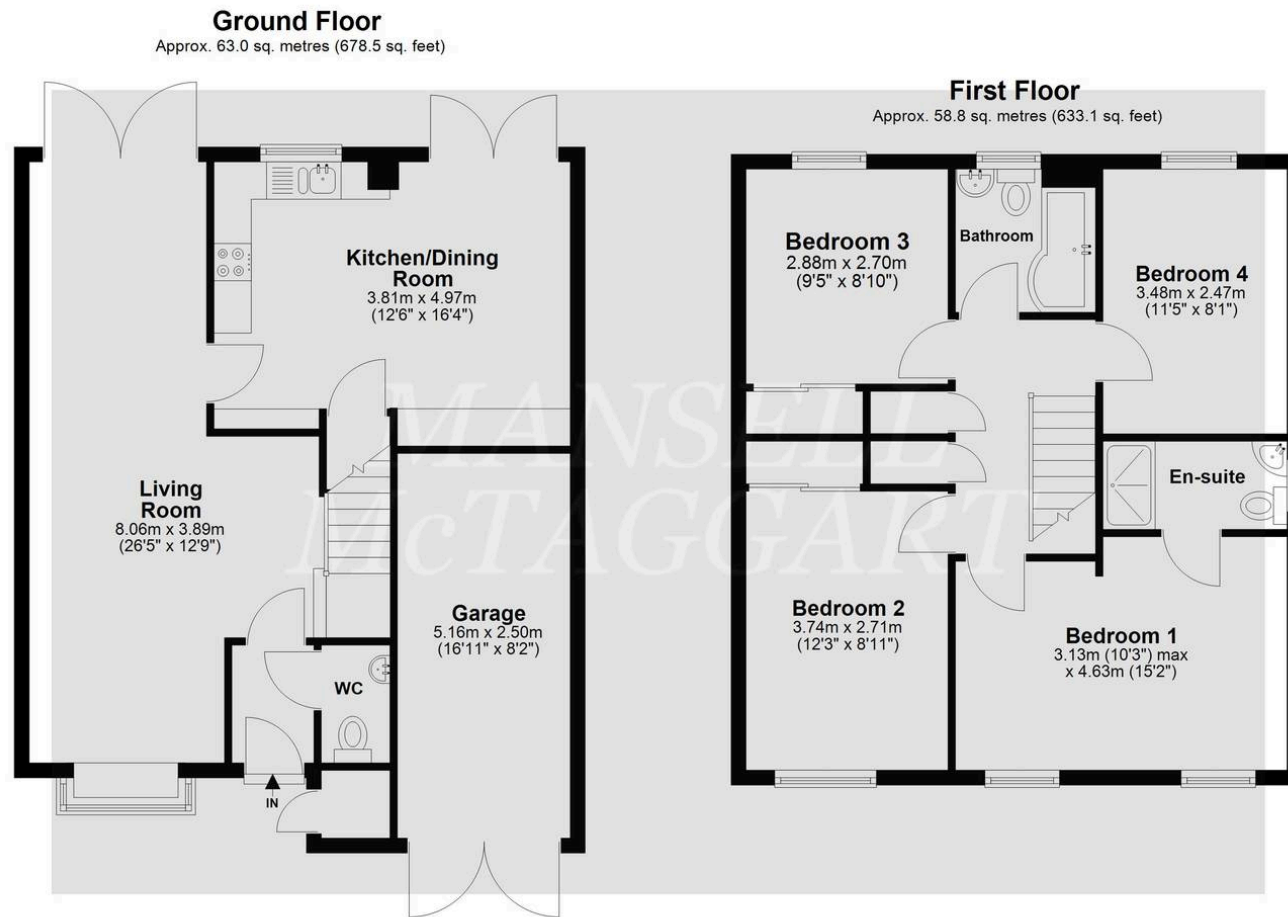 Ground Floor
Approx. 63.0 sq. metres (678.5 sq. feet)
Kitchen/Dining
Room
3.81m x 4.97m
(12'6" x 16'4")
Living
Room
8.06m x 3.89m
(26'5" x 12'9")
Garage
5.16m x 2.50m
(16'11" x 8'2")
WC
IN
First Floor
Approx. 58.8 sq. metres (633.1 sq. feet)
Bedroom 3
2.88m x 2.70m
(9'5" x 8'10")
Bathroom
Bedroom 4
3.48m x 2.47m
(11'5" x 8'1")
En-suite
Bedroom 2
3.74m x 2.71m
(12'3" x 8'11")
Bedroom 1
3.13m (10'3") max
x 4.63m (15'2")
MANSELL
McTAGGART